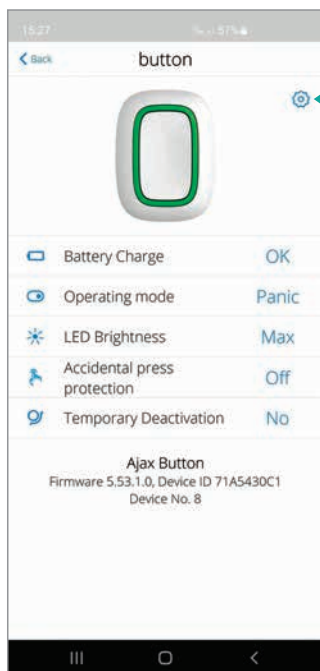 15:27 57%
Back
button
Battery Charge OK
Operating mode Panic
LED Brightness Max
Accidental press
protection
Off
Temporary Deactivation No
Ajax Button
Firmware 5.53.1.0, Device ID 71A5430C1
Device No. 8